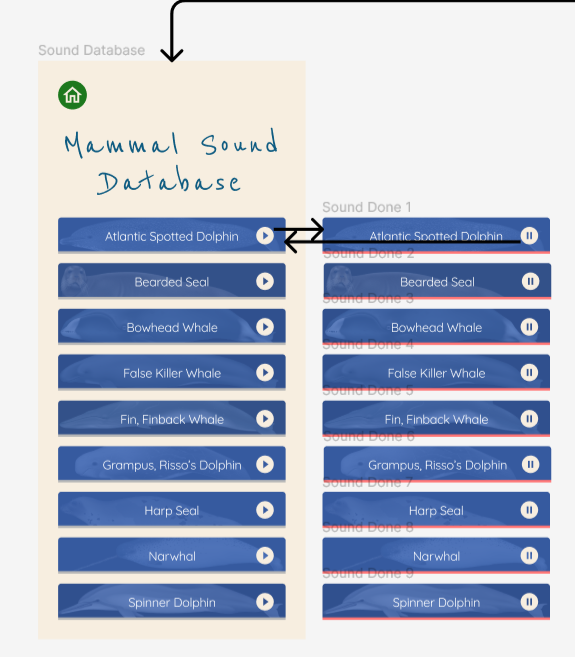 Sound Database
Mammal Sound
Database
Atlantic Spotted Dolphin
Bearded Seal
Bowhead Whale
False Killer Whale
Fin, Finback Whale
Grampus, Risso's Dolphin
Harp Seal
Narwhal
Spinner Dolphin
Sound Done 1
Atlantic Spotted Dolphin
Sound Done 2
Bearded Seal
Sound Done 3
Bowhead Whale
Sound Done 4
False Killer Whale
Sound Done 5
Fin, Finback Whale
Sound Done 6
Grampus, Risso's Dolphin
Sound Done 7
Harp Seal
Sound Done 8
Narwhal
Sound Done 9
Spinner Dolphin